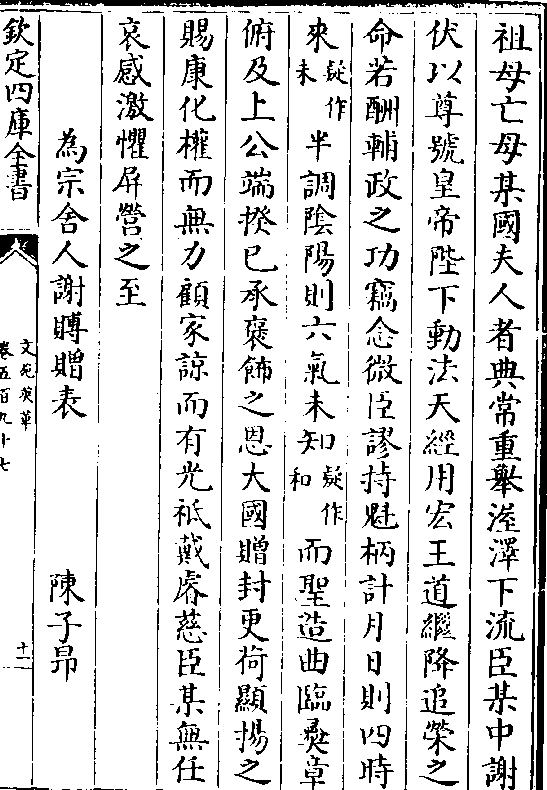 祖母亡母某國夫人者典常重舉渥澤下流臣某中謝
伏以尊號皇帝陛下動法天經用宏王道繼降追榮之
命若酬輔政之功竊念微臣謬持魁柄計月日則四時
來疑作未半調陰陽則六氣未知疑作和而聖造曲臨彝章
俯及上公端揆已承褒飾之恩大國贈封更荷顯揚之
賜康化權而無力顧家諒而有光祗戴睿慈臣某無任
哀感激懼屏營之至
為宗舍人謝賻贈表 陳子昂
欽定四庫全書
文苑英華
卷五百九十七
十一